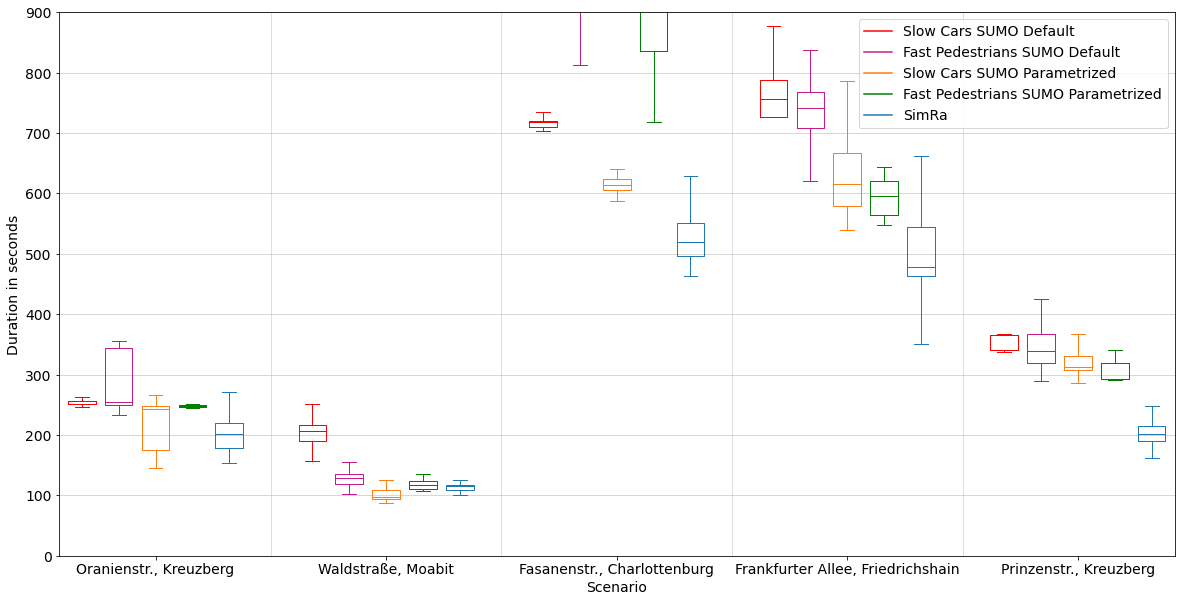 900
800
700
600
500
400
300
200
100
0
Duration in seconds
Slow Cars SUMO Default
Fast Pedestrians SUMO Default
Slow Cars SUMO Parametrized
Fast Pedestrians SUMO Parametrized
SimRa
Oranienstr., Kreuzberg
Waldstraße, Moabit
Fasanenstr., Charlottenburg
Frankfurter Allee, Friedrichshain
Prinzenstr., Kreuzberg
Scenario